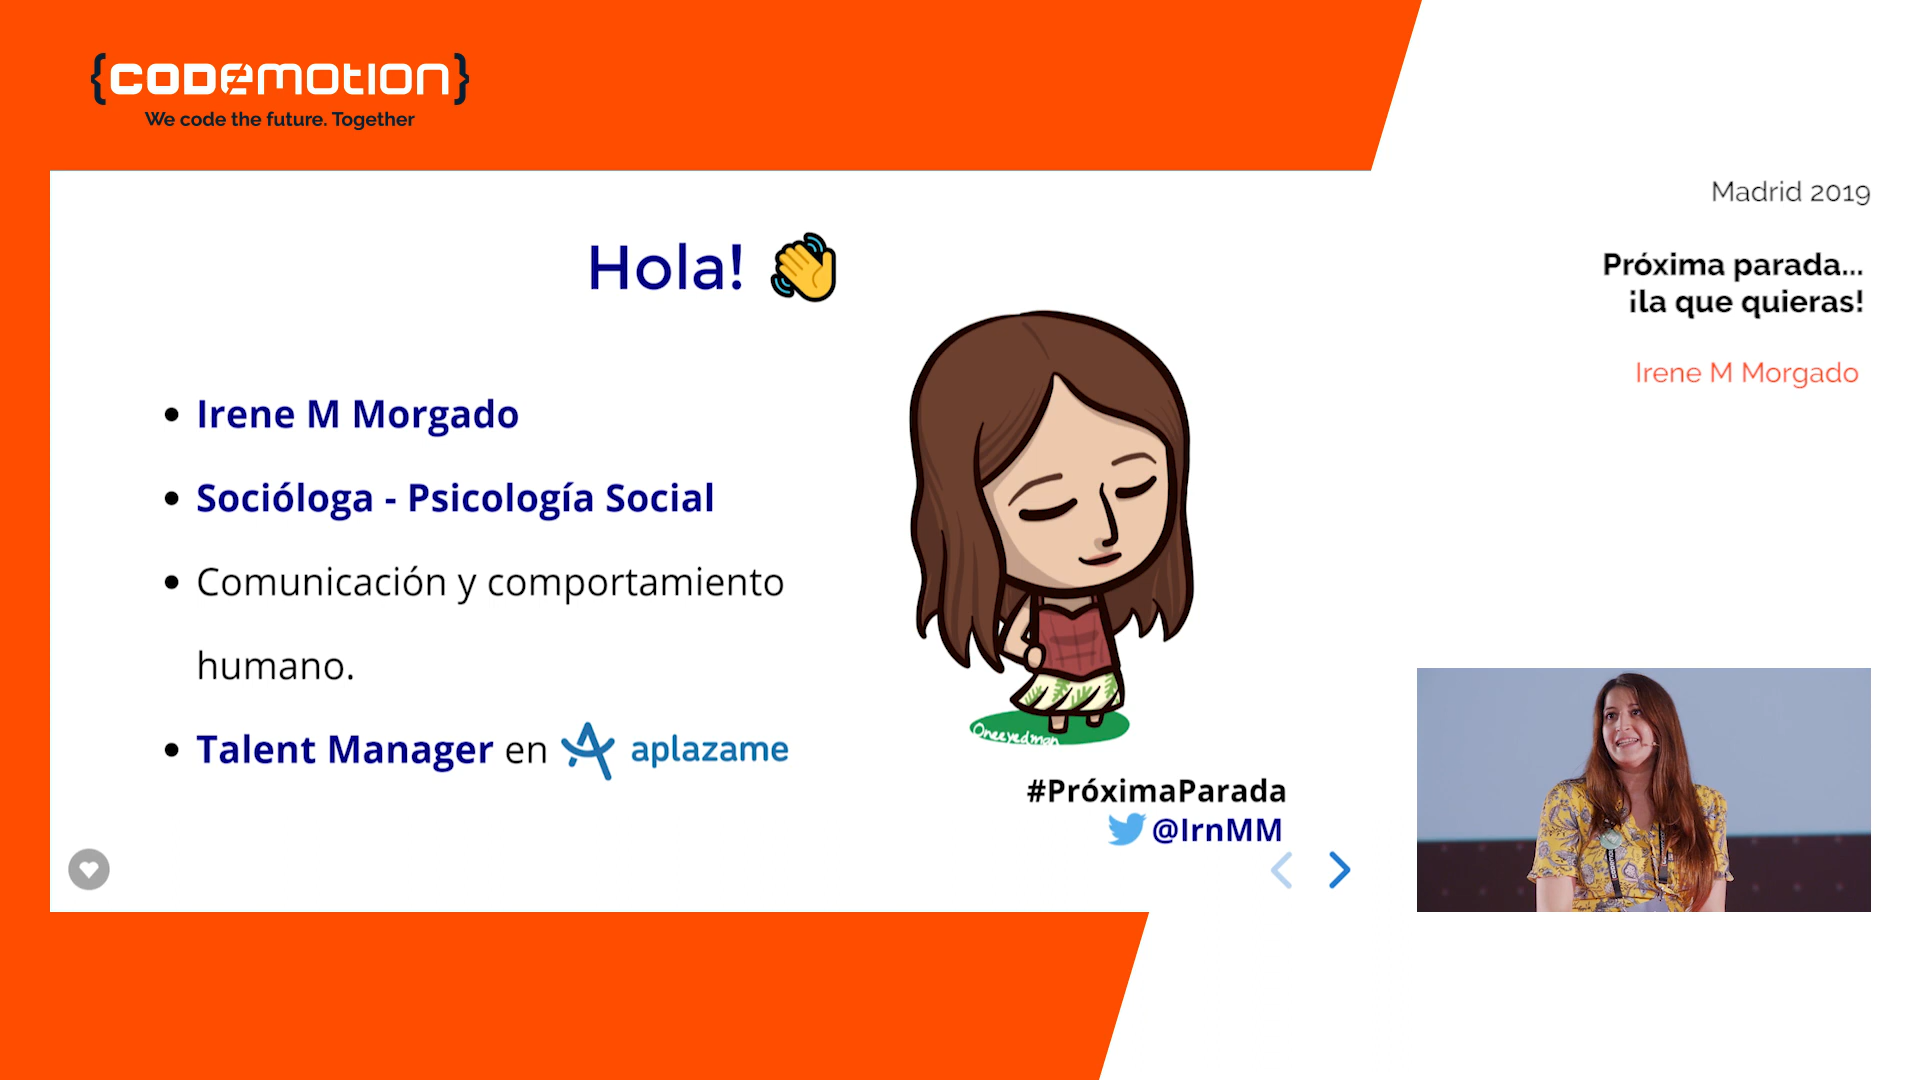 {CODEMOTION}
We code the future. Together
Madrid 2019
Próxima parada...
¡la que quieras!
Irene M Morgado
Hola!
Irene M Morgado
Socióloga - Psicología Social
Comunicación y comportamiento
humano.
Talent Manager en aplazame
Oneeyedman
#PróximaParada
@IrnMM